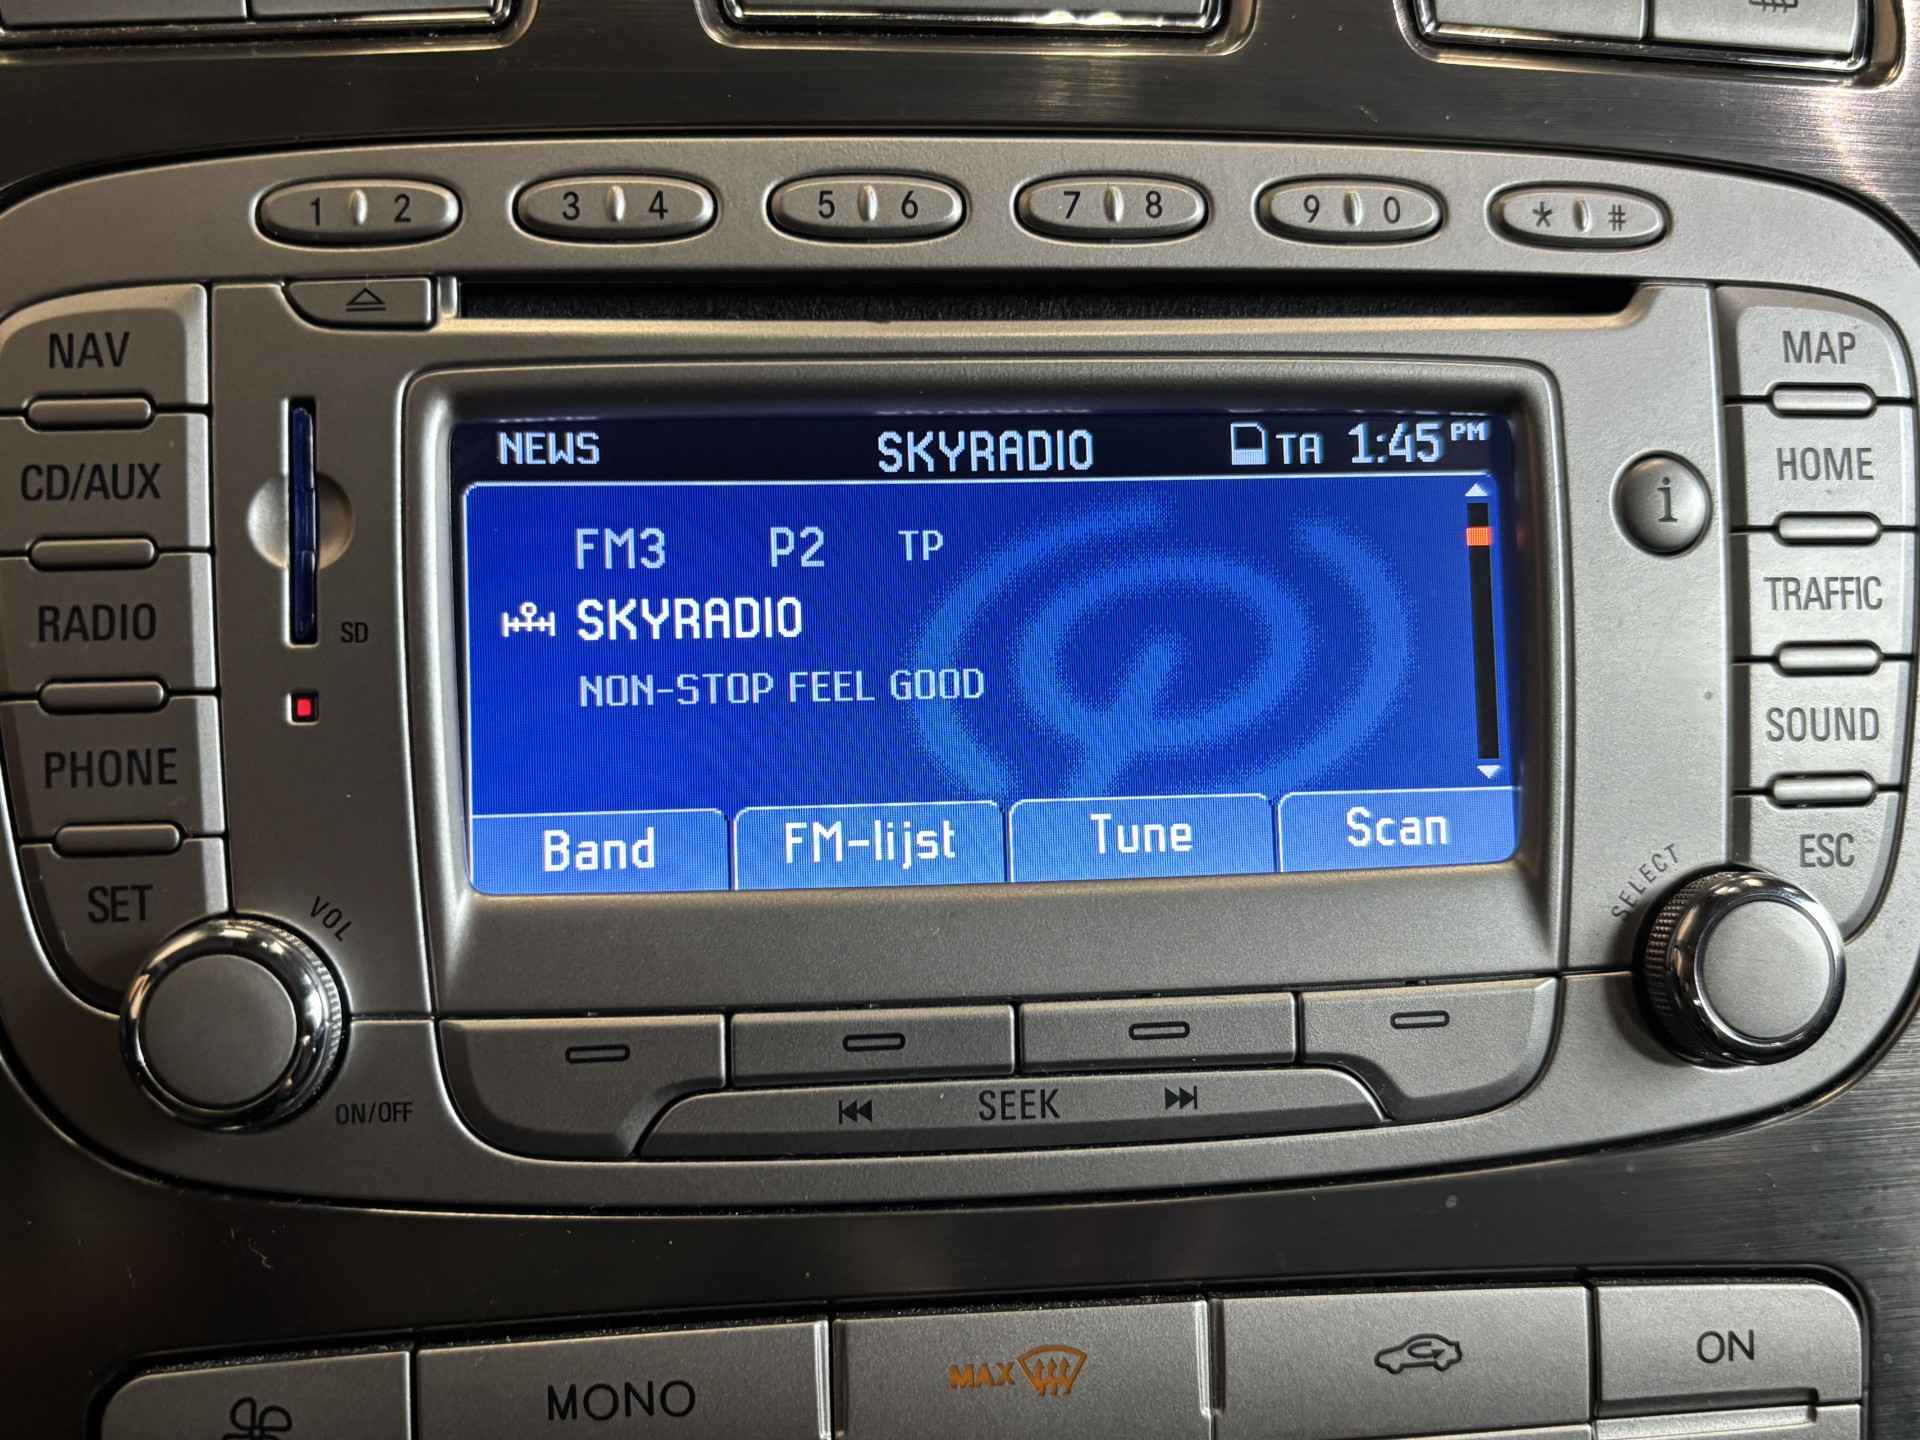 1 2 3 4 5 6 7 8 9 0 * #
NAV
CD/AUX
RADIO
PHONE
SET
SD
VOL
ON/OFF
NEWS SKYRADIO TA 1:45 PM
FM3 P2 TP
SKYRADIO
NON-STOP FEEL GOOD
Band FM-lijst Tune Scan
SEEK
i
MAP
HOME
TRAFFIC
SOUND
ESC
SELECT
MONO MAX ON